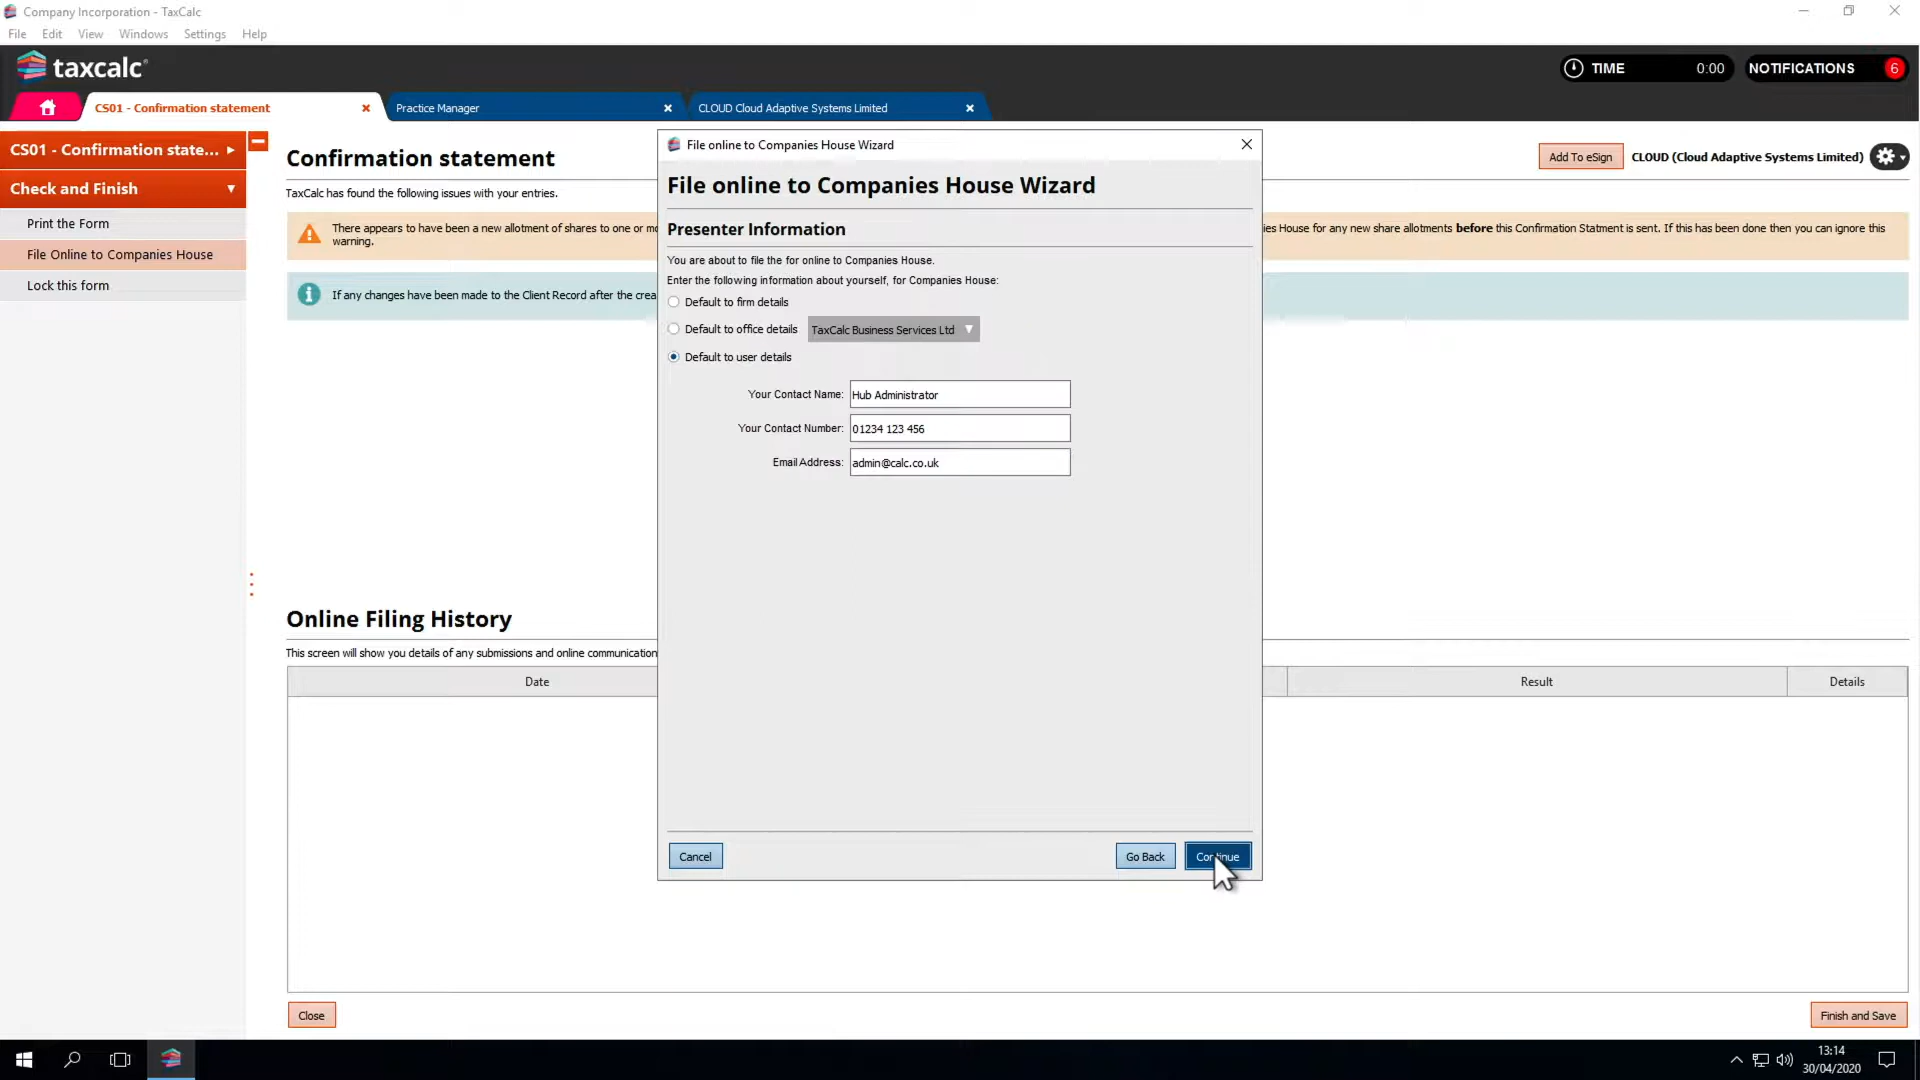 Company Incorporation - TaxCalc
File Edit View Windows Settings Help
taxcalc
TIME 0:00 NOTIFICATIONS 6
CS01 - Confirmation statement
Practice Manager
CLOUD Cloud Adaptive Systems Limited
CS01 - Confirmation state...
Check and Finish
Print the Form
File Online to Companies House
Lock this form
Confirmation statement
Add To eSign CLOUD (Cloud Adaptive Systems Limited)
TaxCalc has found the following issues with your entries.
There appears to have been a new allotment of shares to one or mo
ies House for any new share allotments before this Confirmation Statment is sent. If this has been done then you can ignore this
warning.
If any changes have been made to the Client Record after the crea
File online to Companies House Wizard
File online to Companies House Wizard
Presenter Information
You are about to file the for online to Companies House.
Enter the following information about yourself, for Companies House:
Default to firm details
Default to office details TaxCalc Business Services Ltd
Default to user details
Your Contact Name: Hub Administrator
Your Contact Number: 01234 123 456
Email Address: admin@calc.co.uk
Cancel Go Back Continue
Online Filing History
This screen will show you details of any submissions and online communication
Date Result Details
Close Finish and Save
13:14
30/04/2020